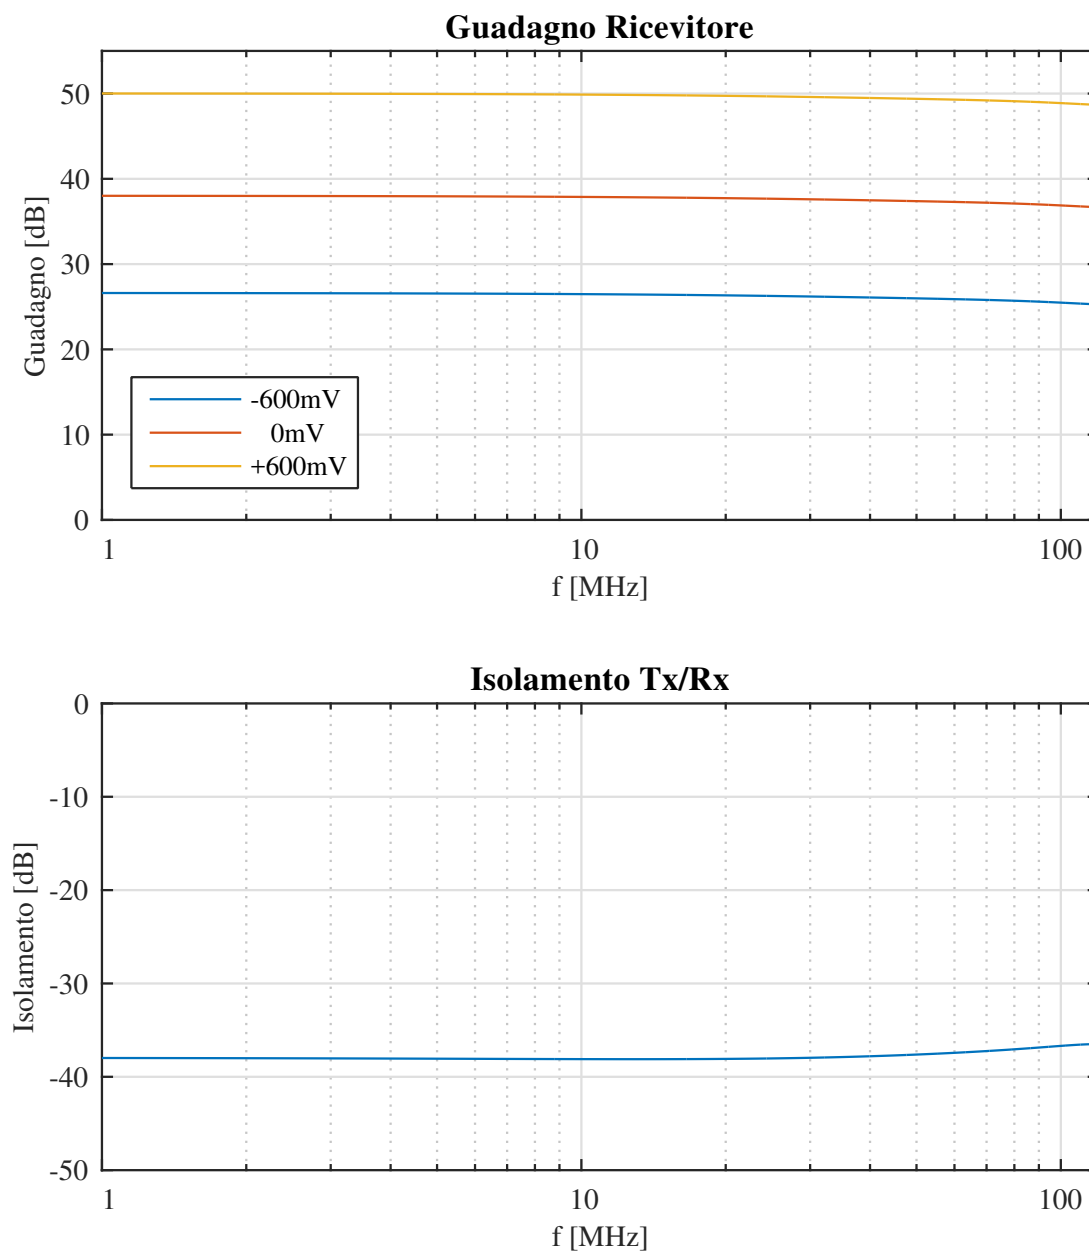 Guadagno Ricevitore
50
40
30
20
10
0
Guadagno [dB]
-600mV
0mV
+600mV
1
10
100
f [MHz]
Isolamento Tx/Rx
0
-10
-20
-30
-40
-50
Isolamento [dB]
1
10
100
f [MHz]